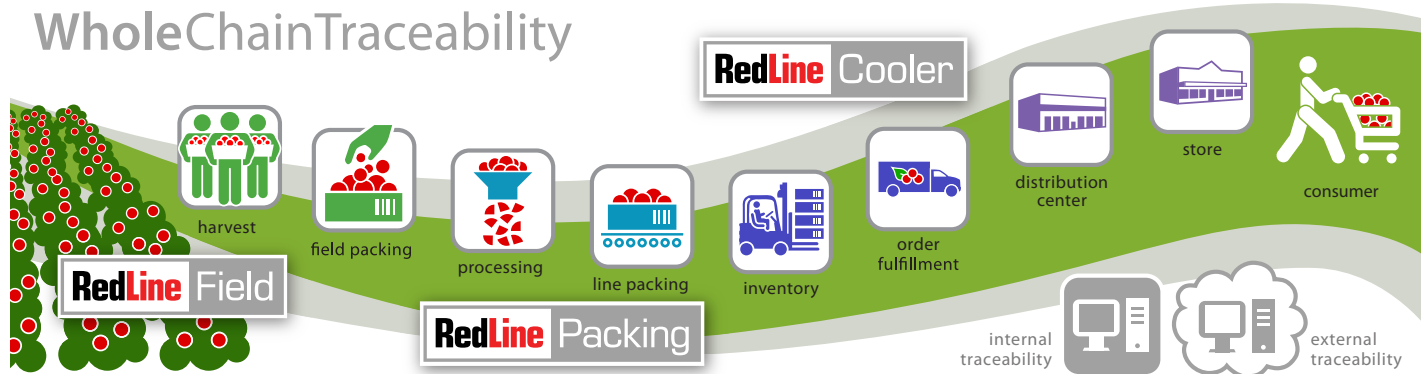 WholeChainTraceability
RedLine Cooler
harvest
field packing
processing
line packing
inventory
order
fulfillment
distribution
center
store
consumer
RedLine Field
RedLine Packing
internal
traceability
external
traceability